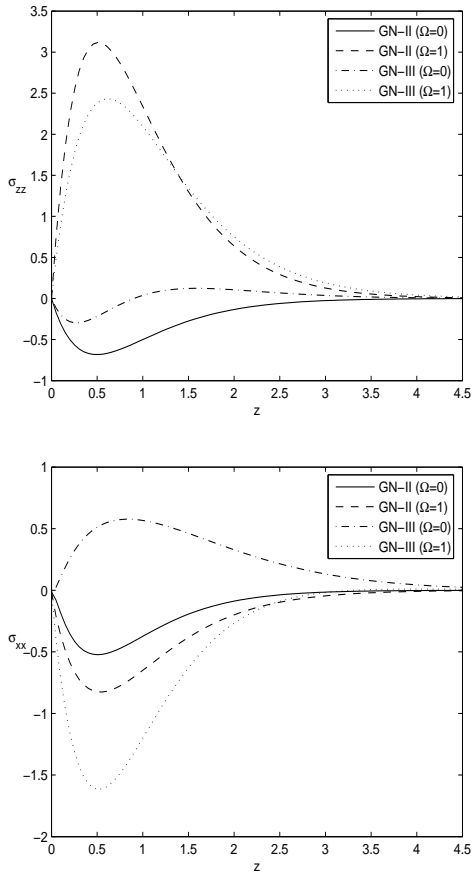 3.5
3
2.5
2
1.5
1
0.5
0
−0.5
−1
σzz
0 0.5 1 1.5 2 2.5 3 3.5 4 4.5
z
GN−II (Ω=0)
GN−II (Ω=1)
GN−III (Ω=0)
GN−III (Ω=1)
1
0.5
0
−0.5
−1
−1.5
−2
σxx
0 0.5 1 1.5 2 2.5 3 3.5 4 4.5
z
GN−II (Ω=0)
GN−II (Ω=1)
GN−III (Ω=0)
GN−III (Ω=1)